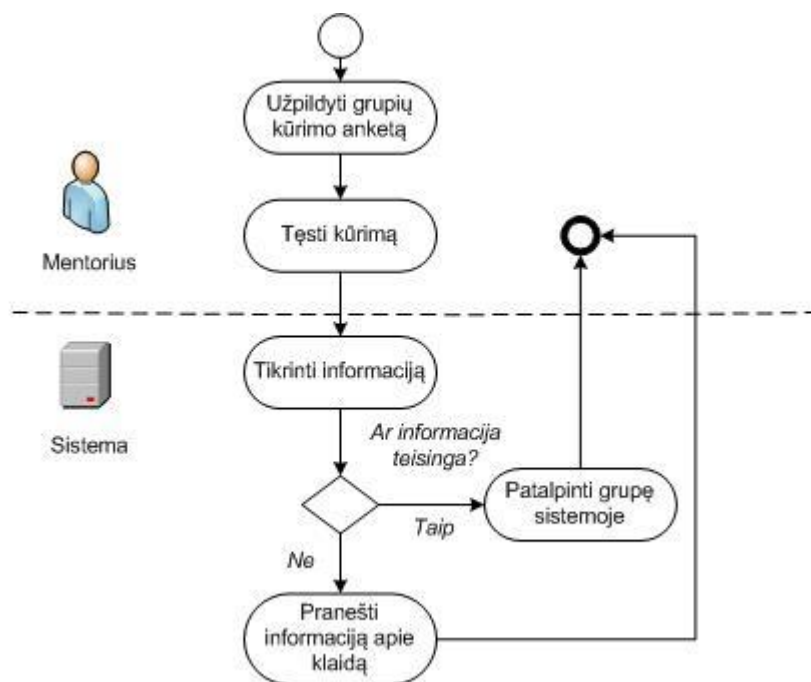 Užpildyti grupių
kūrimo anketą
Tęsti kūrimą
Mentorius
Tikrinti informaciją
Sistema
Ar informacija
teisinga?
Patalpinti grupę
sistemoje
Taip
Ne
Pranešti
informaciją apie
klaidą